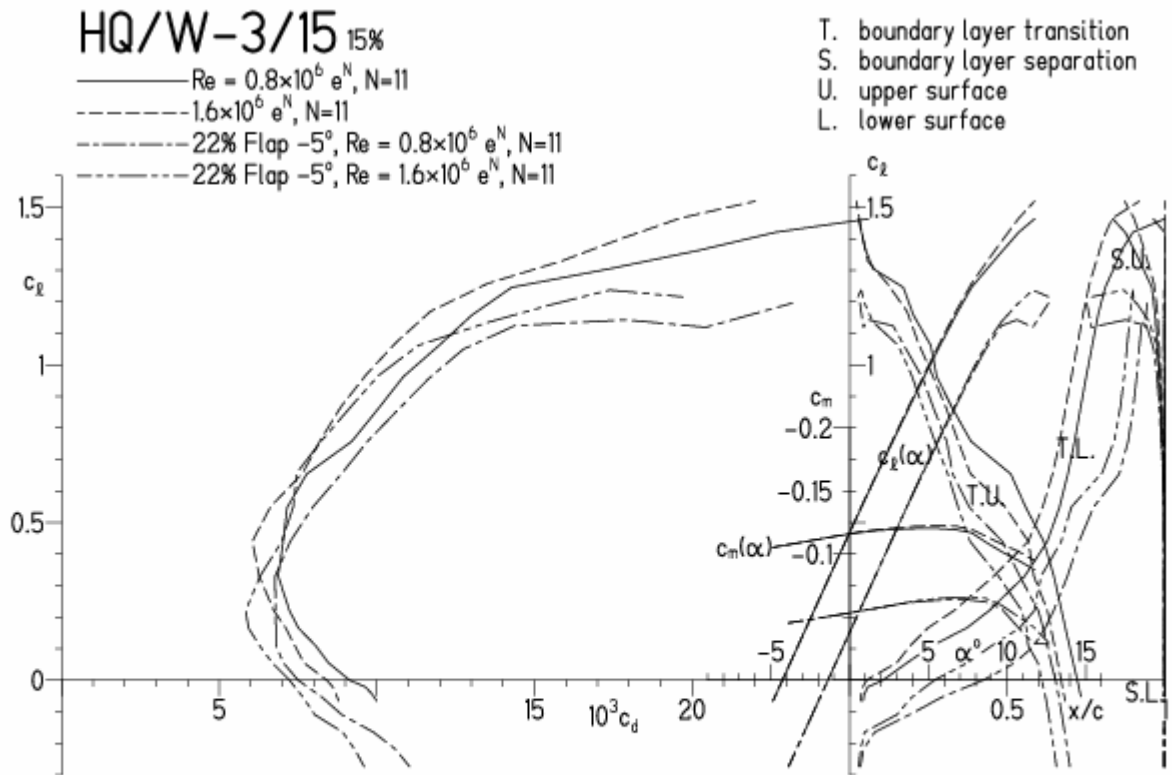 HQ/W-3/15 15%
Re = 0.8×10⁶ eᴺ, N=11
1.6×10⁶ eᴺ, N=11
22% Flap -5°, Re = 0.8×10⁶ eᴺ, N=11
22% Flap -5°, Re = 1.6×10⁶ eᴺ, N=11
T. boundary layer transition
S. boundary layer separation
U. upper surface
L. lower surface
cℓ
1.5
1.5
S.U.
cℓ
1
1
cₘ
-0.2
cℓ(α)
T.L.
-0.15
T.U.
0.5
cₘ(α)
-0.1
-5
5
α°
10
15
0
S.L.
5
15
10³c_d
20
0.5
x/c